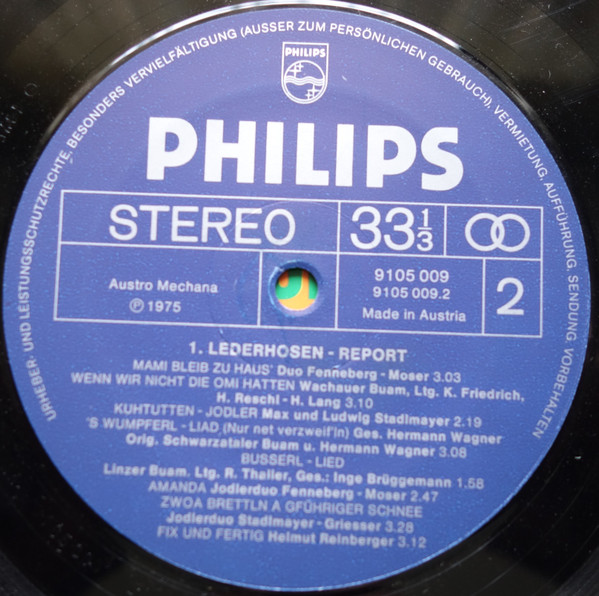 URHEBER- UND LEISTUNGSSCHUTZRECHTE, BESONDERS VERVIELFÄLTIGUNG (AUSSER ZUM PERSÖNLICHEN GEBRAUCH), VERMIETUNG, AUFFÜHRUNG, SENDUNG, VORBEHALTEN
PHILIPS
PHILIPS
STEREO 33 1/3
Austro Mechana
℗ 1975
9105 009
9105 009.2
Made in Austria
2
1. LEDERHOSEN - REPORT
MAMI BLEIB ZU HAUS' Duo Fenneberg - Moser 3.03
WENN WIR NICHT DIE OMI HATTEN Wachauer Buam, Ltg. K. Friedrich,
H. Reschl - H. Lang 3.10
KUHTUTTEN - JODLER Max und Ludwig Stadlmayer 2.19
'S WUMPFERL - LIAD (Nur net verzweif'ln) Ges. Hermann Wagner
Orig. Schwarzataler Buam u. Hermann Wagner 3.08
BUSSERL - LIED
Linzer Buam. Ltg. R. Thaller, Ges.: Inge Brüggemann 1.58
AMANDA Jodlerduo Fenneberg - Moser 2.47
ZWOA BRETTLN A GFÜHRIGER SCHNEE
Jodlerduo Stadlmayer - Griesser 3.28
FIX UND FERTIG Helmut Reinberger 3.12